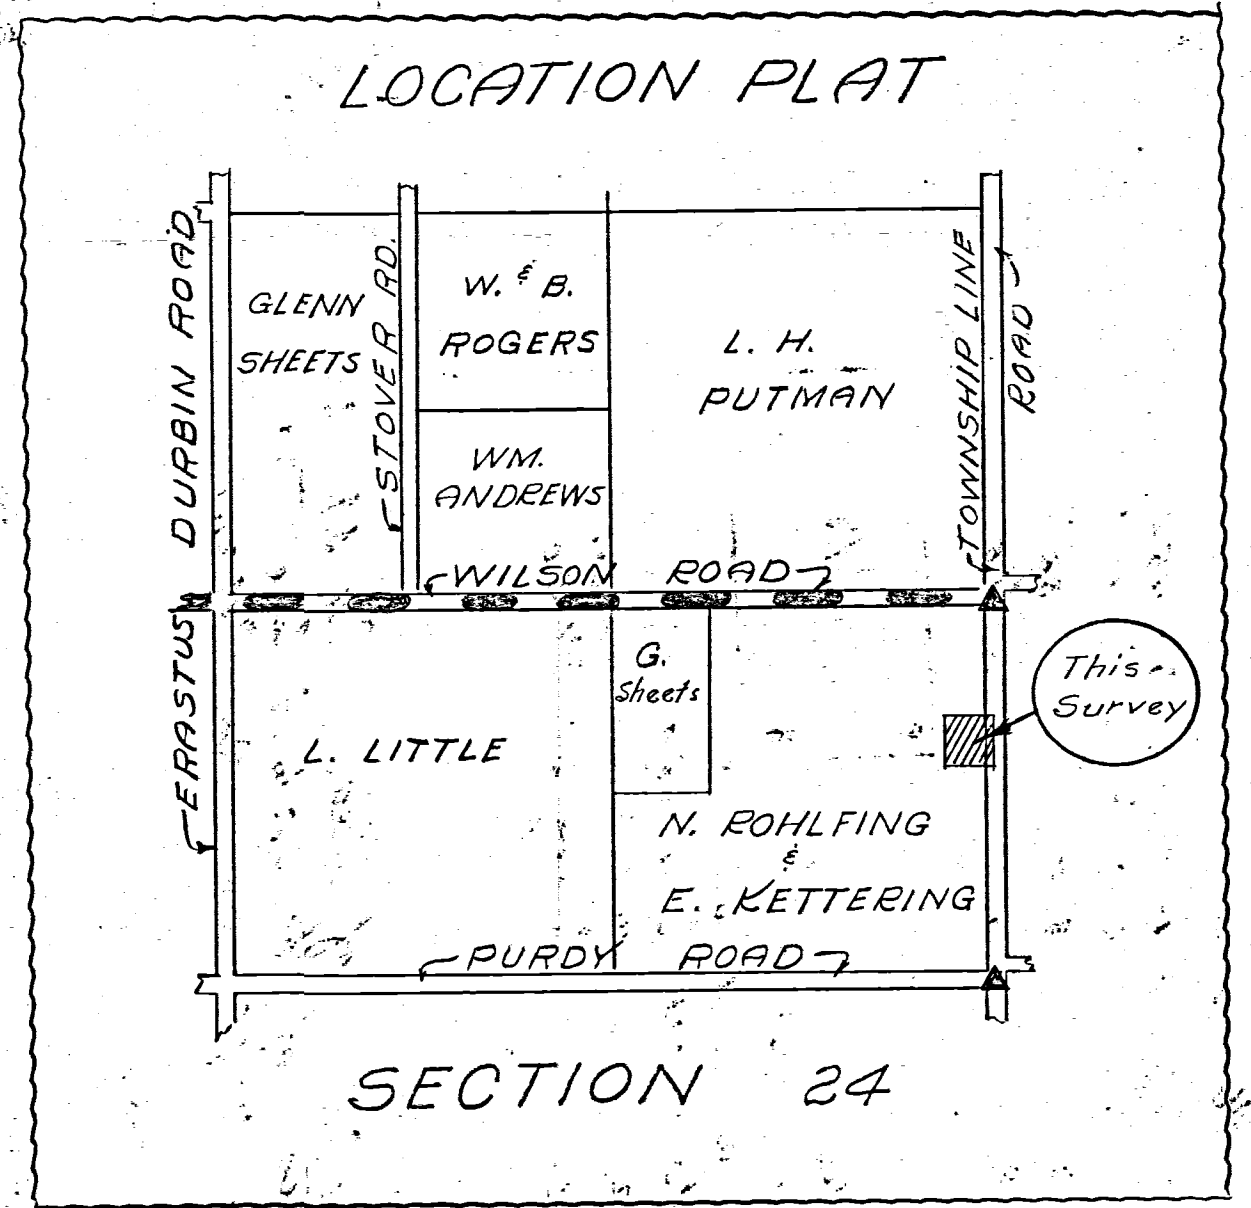 LOCATION PLAT
ERASTUS DURBIN ROAD
GLENN
SHEETS
STOVER RD.
W. & B.
ROGERS
WM.
ANDREWS
L. H.
PUTMAN
TOWNSHIP LINE
ROAD
WILSON ROAD
L. LITTLE
G.
Sheets
This
Survey
N. ROHLFING
&
E. KETTERING
PURDY ROAD
SECTION 24